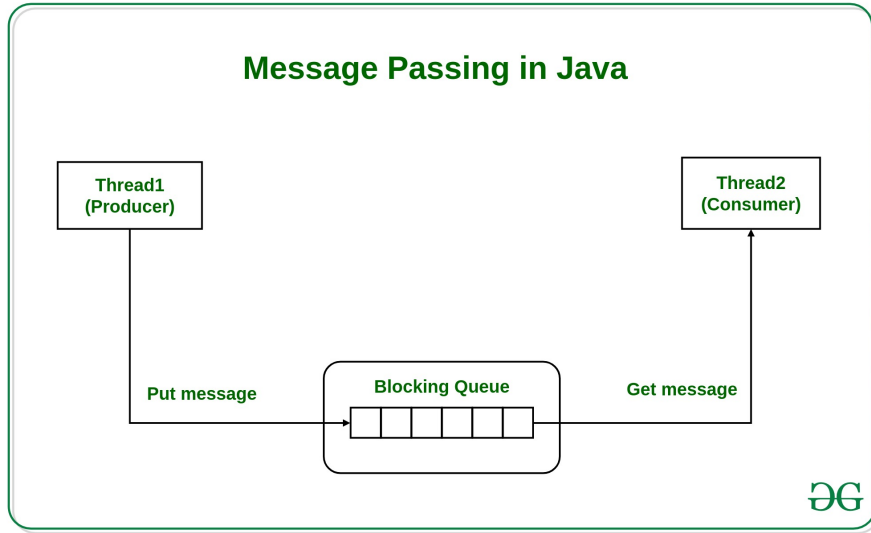 Message Passing in Java
Thread1
(Producer)
Thread2
(Consumer)
Put message
Blocking Queue
Get message